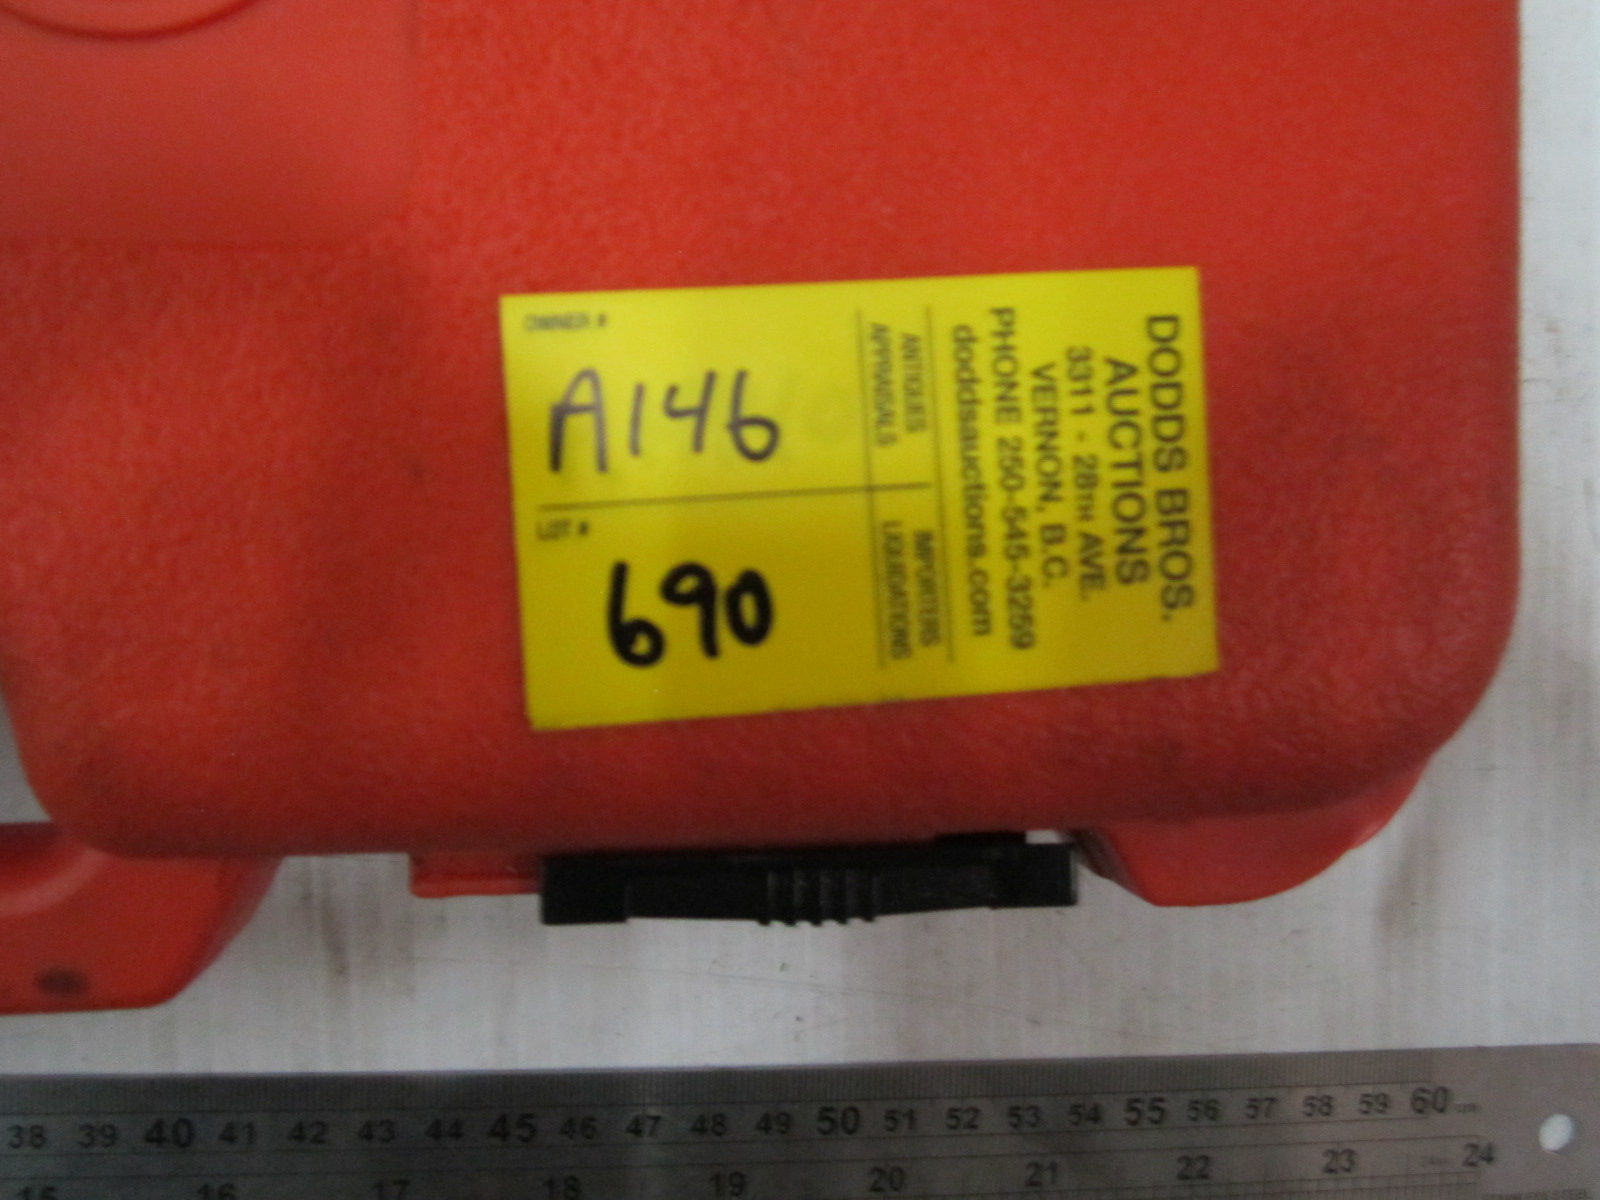 DODDS BROS.
AUCTIONS
3311 - 28TH AVE.
VERNON, B.C.
PHONE 250-545-3259
doddsauctions.com
ANTIQUES
APPRAISALS
IMPORTERS
LIQUIDATIONS
OWNER #
A146
LOT #
690
38 39 40 41 42 43 44 45 46 47 48 49 50 51 52 53 54 55 56 57 58 59 60 cm
15 16 17 18 19 20 21 22 23 24